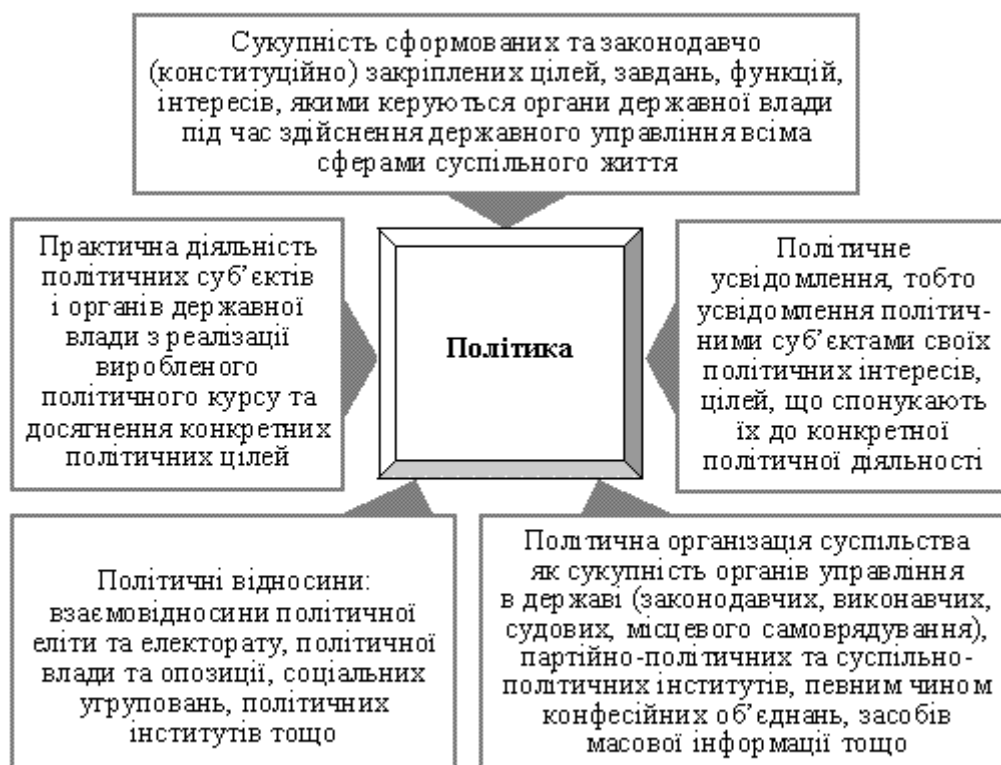 Сукупність сформованих та законодавчо
(конституційно) закріплених цілей, завдань, функцій,
інтересів, якими керуються органи державної влади
під час здійснення державного управління всіма
сферами суспільного життя
Практична діяльність
політичних суб’єктів
і органів державної
влади з реалізації
виробленого
політичного курсу та
досягнення конкретних
політичних цілей
Політика
Політичне
усвідомлення, тобто
усвідомлення політич-
ними суб’єктами своїх
політичних інтересів,
цілей, що спонукають
їх до конкретної
політичної діяльності
Політичні відносини:
взаємовідносини політичної
еліти та електорату, політичної
влади та опозиції, соціальних
угруповань, політичних
інститутів тощо
Політична організація суспільства
як сукупність органів управління
в державі (законодавчих, виконавчих,
судових, місцевого самоврядування),
партійно-політичних та суспільно-
політичних інститутів, певним чином
конфесійних об’єднань, засобів
масової інформації тощо